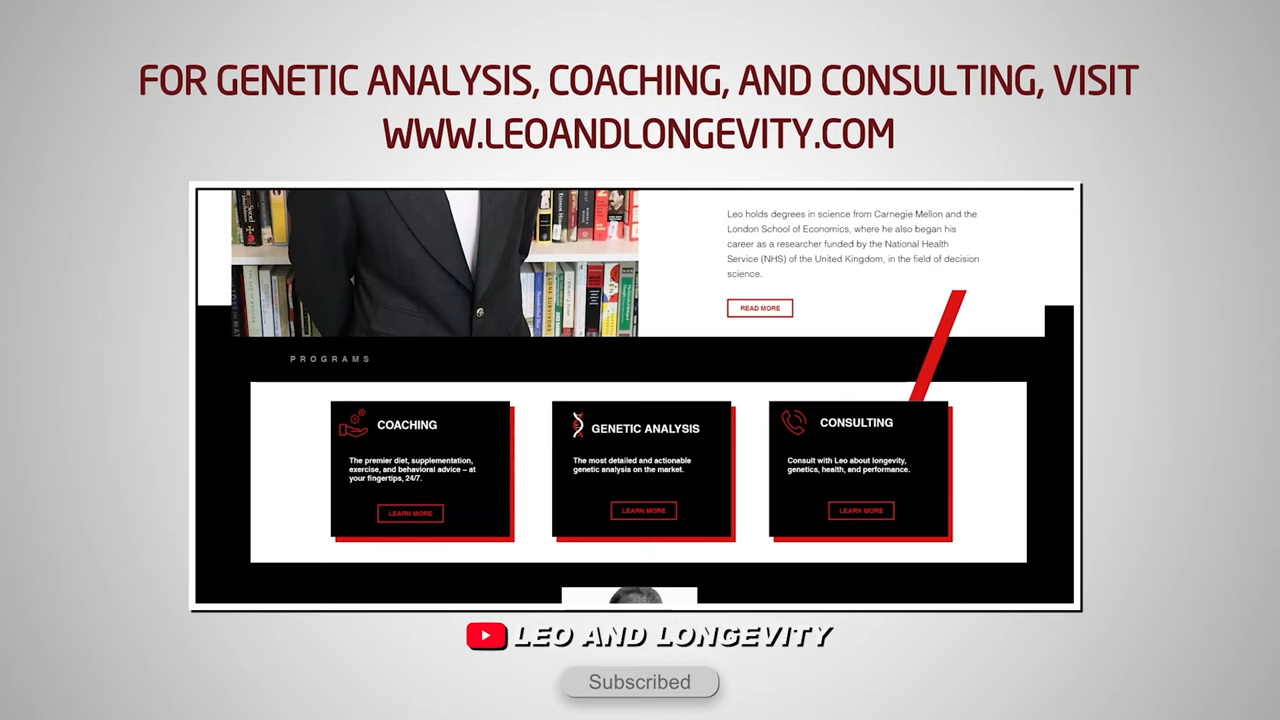 FOR GENETIC ANALYSIS, COACHING, AND CONSULTING, VISIT
WWW.LEOANDLONGEVITY.COM
Leo holds degrees in science from Carnegie Mellon and the
London School of Economics, where he also began his
career as a researcher funded by the National Health
Service (NHS) of the United Kingdom, in the field of decision
science.
READ MORE
PROGRAMS
COACHING
The premier diet, supplementation,
exercise, and behavioral advice – at
your fingertips, 24/7.
LEARN MORE
GENETIC ANALYSIS
The most detailed and actionable
genetic analysis on the market.
LEARN MORE
CONSULTING
Consult with Leo about longevity,
genetics, health, and performance.
LEARN MORE
LEO AND LONGEVITY
Subscribed